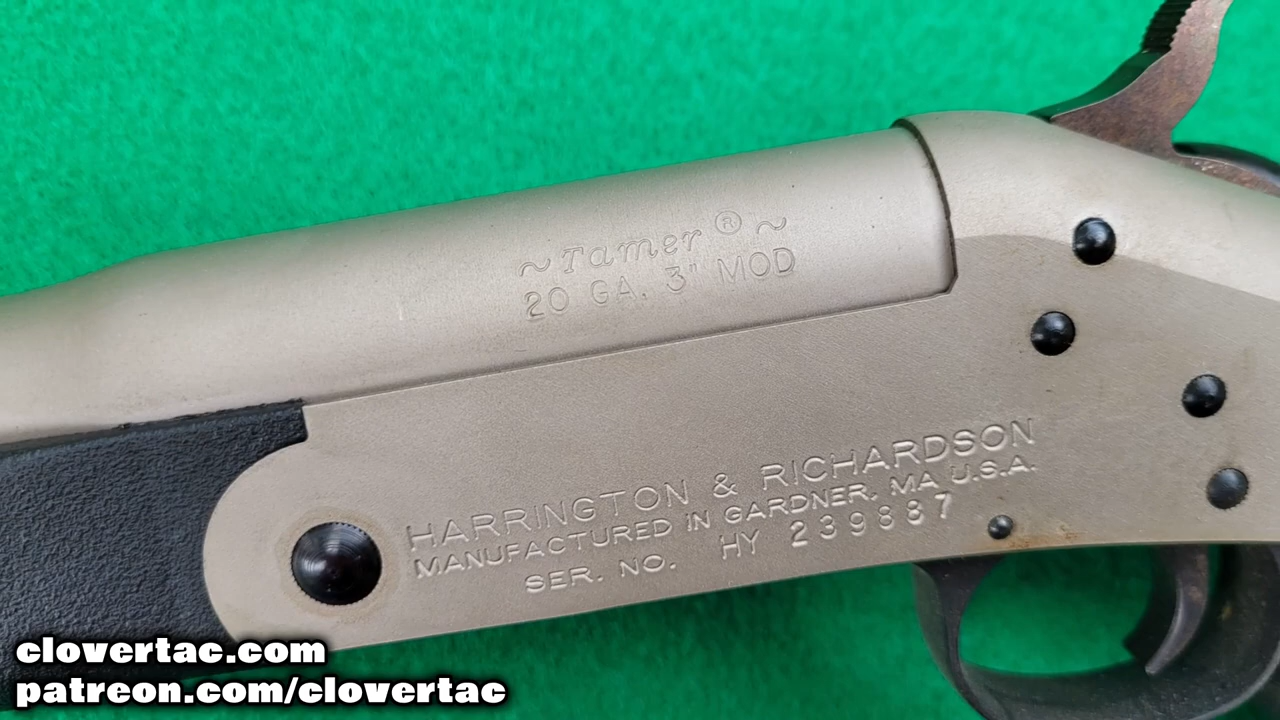 ~Tamer®~
20 GA. 3" MOD
HARRINGTON & RICHARDSON
MANUFACTURED IN GARDNER, MA U.S.A.
SER. NO. HY 239887
clovertac.com
patreon.com/clovertac